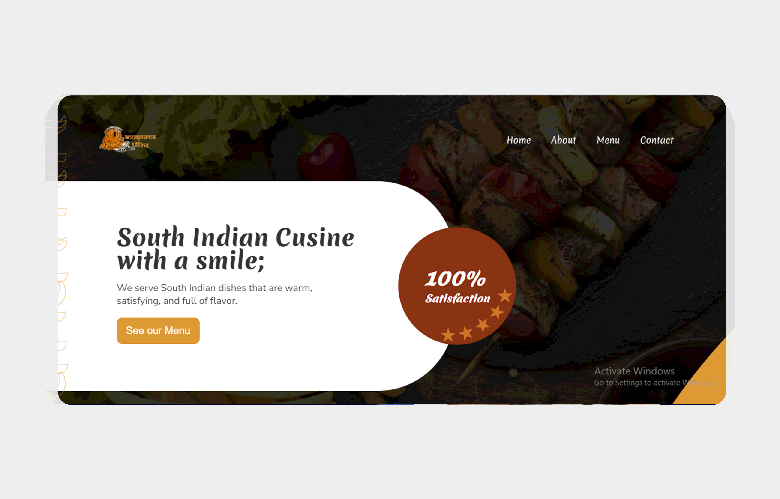 Home About Menu Contact
South Indian Cusine
with a smile;
We serve South Indian dishes that are warm,
satisfying, and full of flavor.
See our Menu
100%
Satisfaction
Activate Windows
Go to Settings to activate